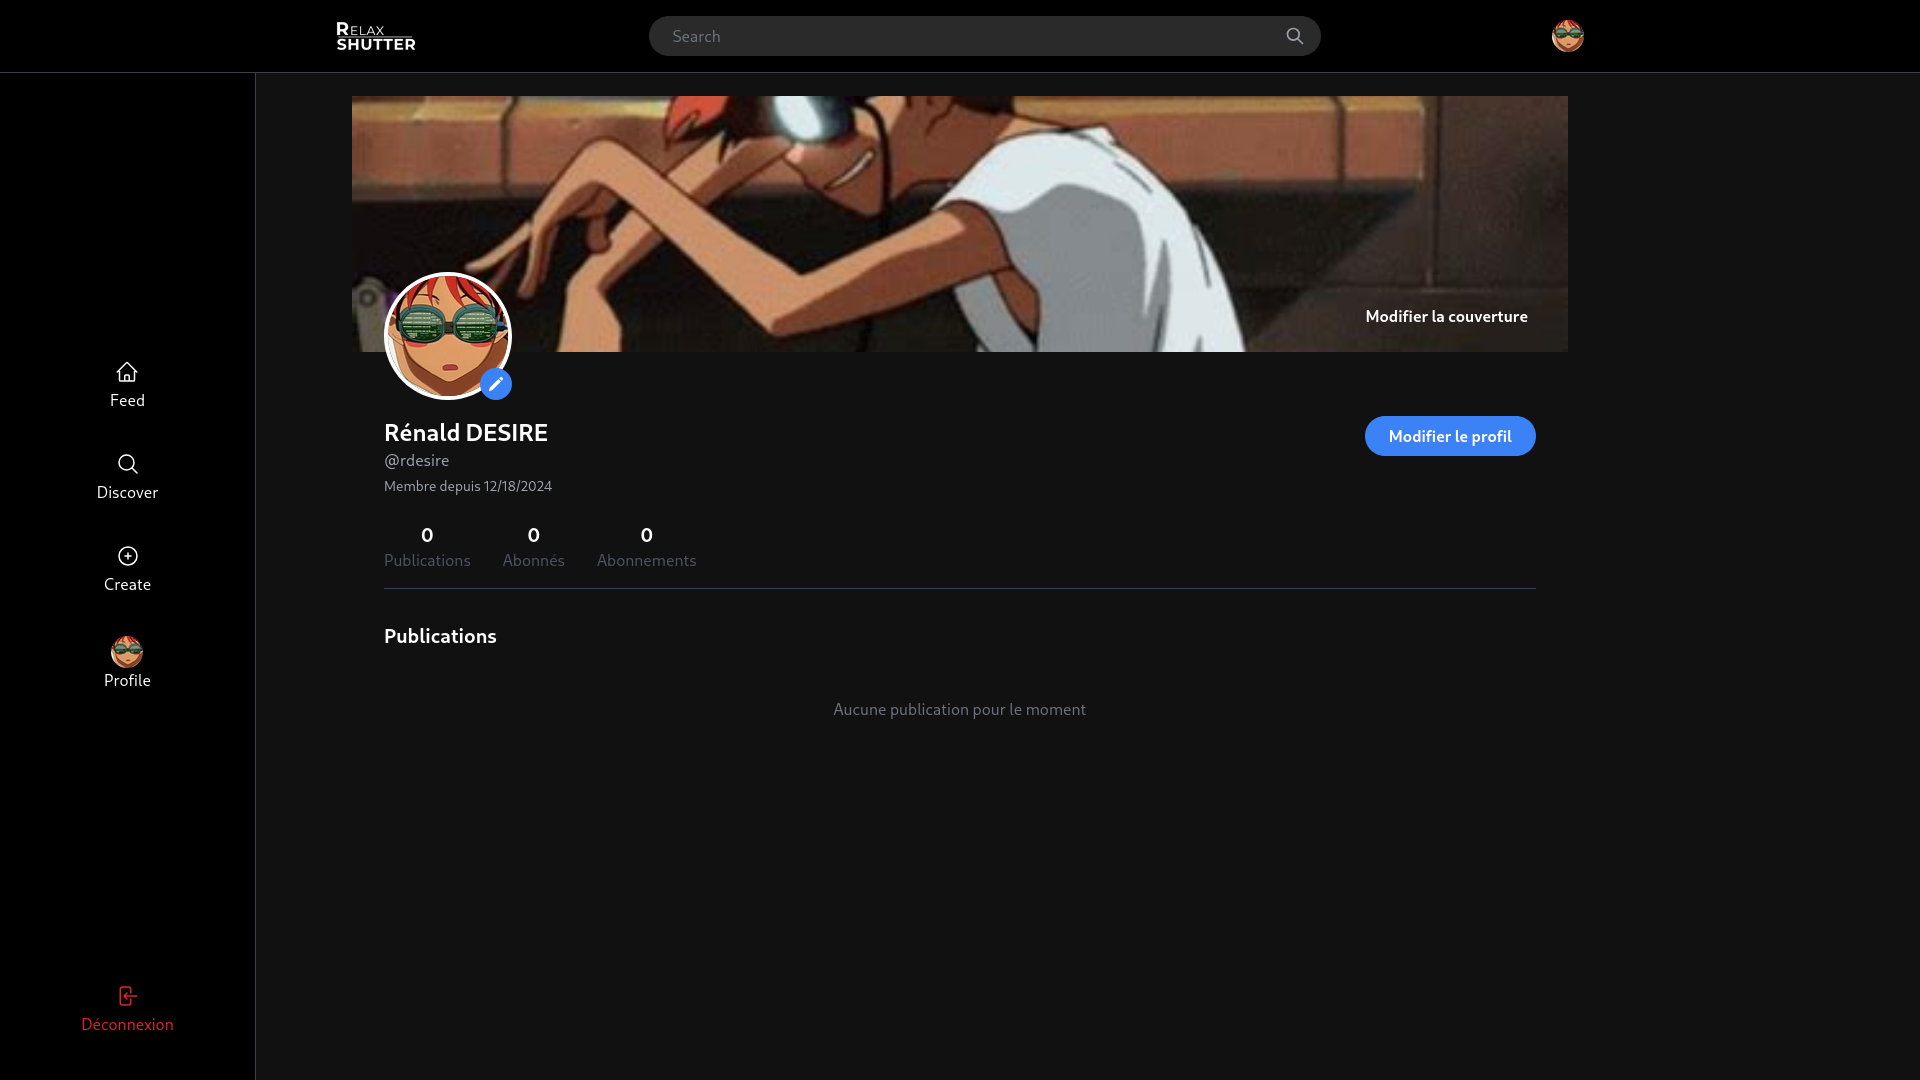 RELAX
SHUTTER
Search
Modifier la couverture
Feed
Discover
Create
Profile
Déconnexion
Rénald DESIRE
@rdesire
Membre depuis 12/18/2024
Modifier le profil
0 0 0
Publications Abonnés Abonnements
Publications
Aucune publication pour le moment